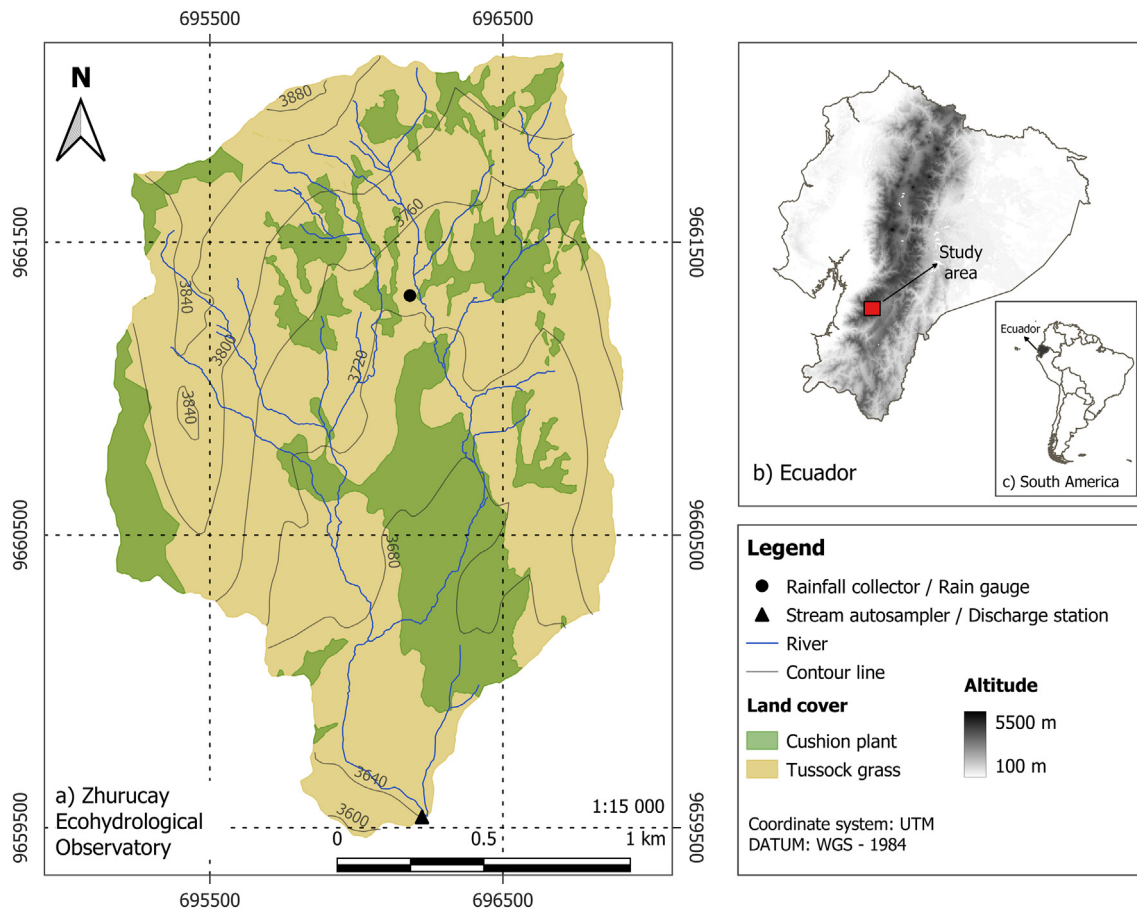 695500
696500
N
3880
9661500
9661500
3760
3840
3800
3720
3840
9660500
9660500
3680
3640
3600
a) Zhurucay
Ecohydrological
Observatory
1:15 000
0
0.5
1 km
9659500
9659500
695500
696500
Study
area
b) Ecuador
Ecuador
c) South America
Legend
Rainfall collector / Rain gauge
Stream autosampler / Discharge station
River
Contour line
Land cover
Cushion plant
Tussock grass
Altitude
5500 m
100 m
Coordinate system: UTM
DATUM: WGS - 1984